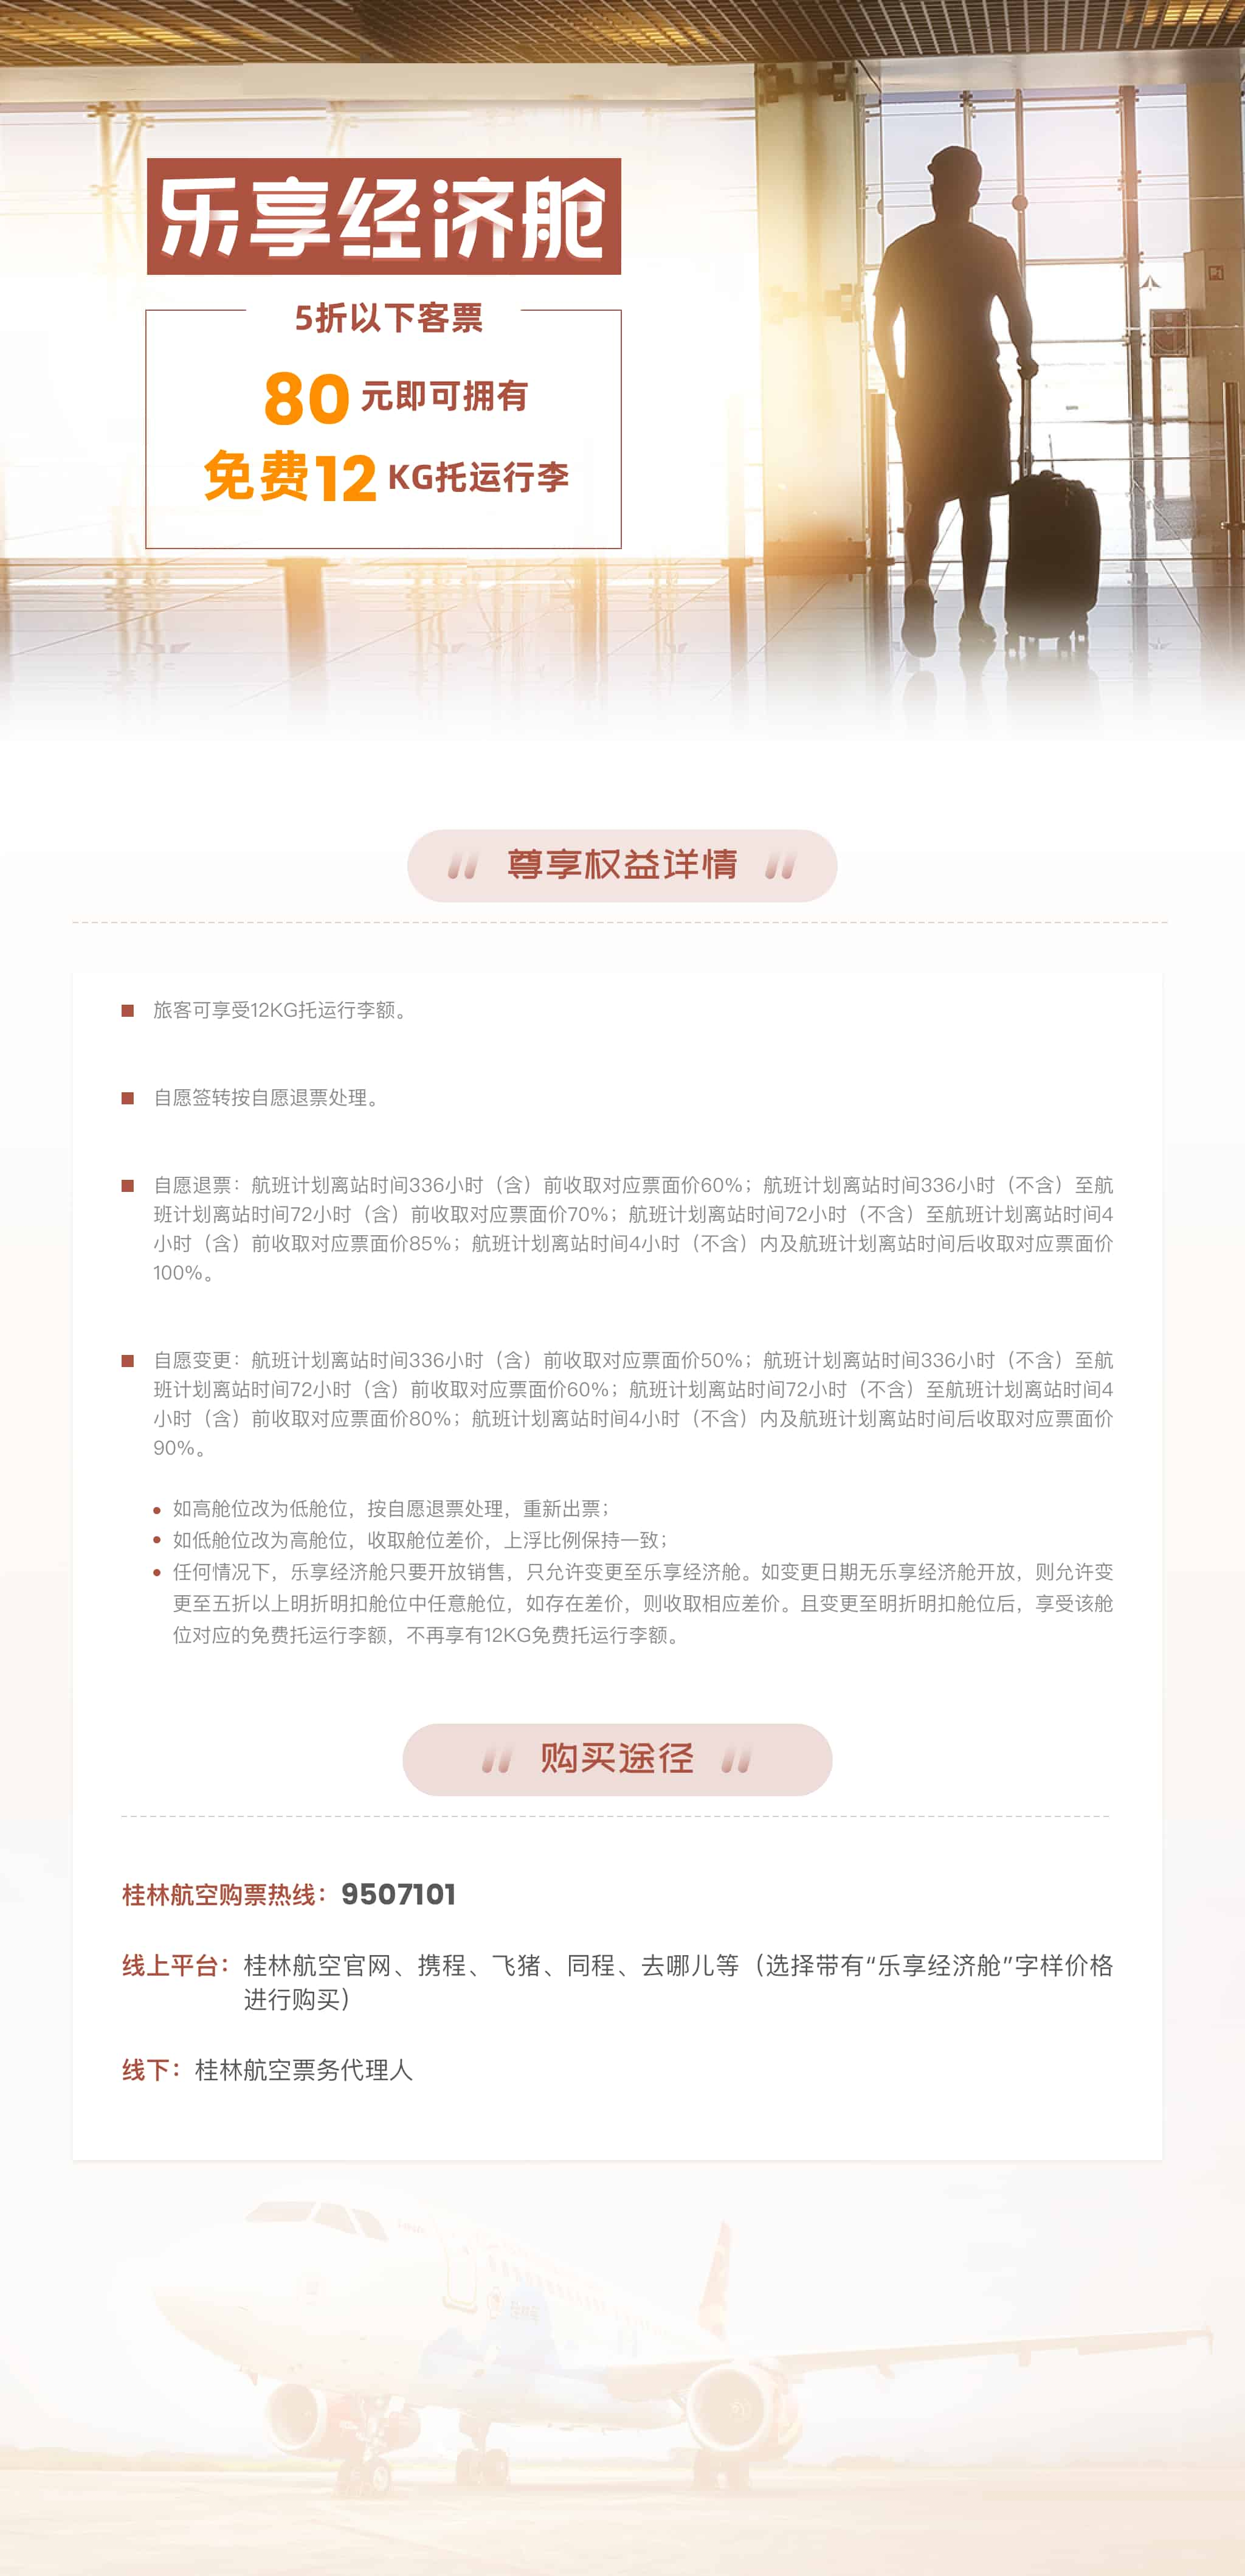 乐享经济舱
5折以下客票
80元即可拥有
免费12KG托运行李
尊享权益详情
旅客可享受12KG托运行李额。
自愿签转按自愿退票处理。
自愿退票：航班计划离站时间336小时（含）前收取对应票面价60%；航班计划离站时间336小时（不含）至航
班计划离站时间72小时（含）前收取对应票面价70%；航班计划离站时间72小时（不含）至航班计划离站时间4
小时（含）前收取对应票面价85%；航班计划离站时间4小时（不含）内及航班计划离站时间后收取对应票面价
100%。
自愿变更：航班计划离站时间336小时（含）前收取对应票面价50%；航班计划离站时间336小时（不含）至航
班计划离站时间72小时（含）前收取对应票面价60%；航班计划离站时间72小时（不含）至航班计划离站时间4
小时（含）前收取对应票面价80%；航班计划离站时间4小时（不含）内及航班计划离站时间后收取对应票面价
90%。
如高舱位改为低舱位，按自愿退票处理，重新出票；
如低舱位改为高舱位，收取舱位差价，上浮比例保持一致；
任何情况下，乐享经济舱只要开放销售，只允许变更至乐享经济舱。如变更日期无乐享经济舱开放，则允许变
更至五折以上明折明扣舱位中任意舱位，如存在差价，则收取相应差价。且变更至明折明扣舱位后，享受该舱
位对应的免费托运行李额，不再享有12KG免费托运行李额。
购买途径
桂林航空购票热线：9507101
线上平台：桂林航空官网、携程、飞猪、同程、去哪儿等（选择带有“乐享经济舱”字样价格
进行购买）
线下：桂林航空票务代理人